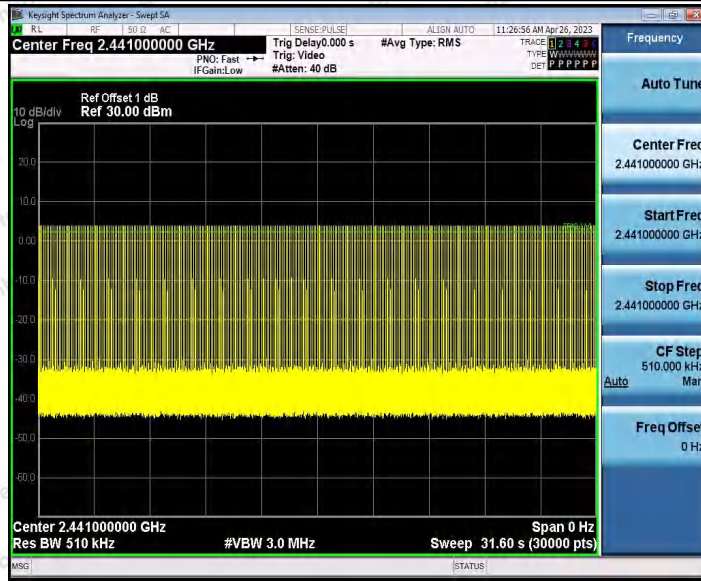 Keysight Spectrum Analyzer - Swept SA
RL RF 50 Ω AC SENSE:PULSE ALIGN AUTO 11:26:56 AM Apr 26, 2023
Center Freq 2.441000000 GHz
PNO: Fast
IFGain:Low
Trig Delay0.000 s
Trig: Video
#Atten: 40 dB
#Avg Type: RMS
TRACE 1 2 3 4 5 6
TYPE W
DET P P P P P P
Ref Offset 1 dB
10 dB/div Ref 30.00 dBm
Log
20.0
10.0
0.00
-10.0
-20.0
-30.0
-40.0
-50.0
-60.0
Center 2.441000000 GHz Span 0 Hz
Res BW 510 kHz #VBW 3.0 MHz Sweep 31.60 s (30000 pts)
MSG STATUS
Frequency
Auto Tune
Center Freq
2.441000000 GHz
Start Freq
2.441000000 GHz
Stop Freq
2.441000000 GHz
CF Step
510.000 kHz
Auto Man
Freq Offset
0 Hz